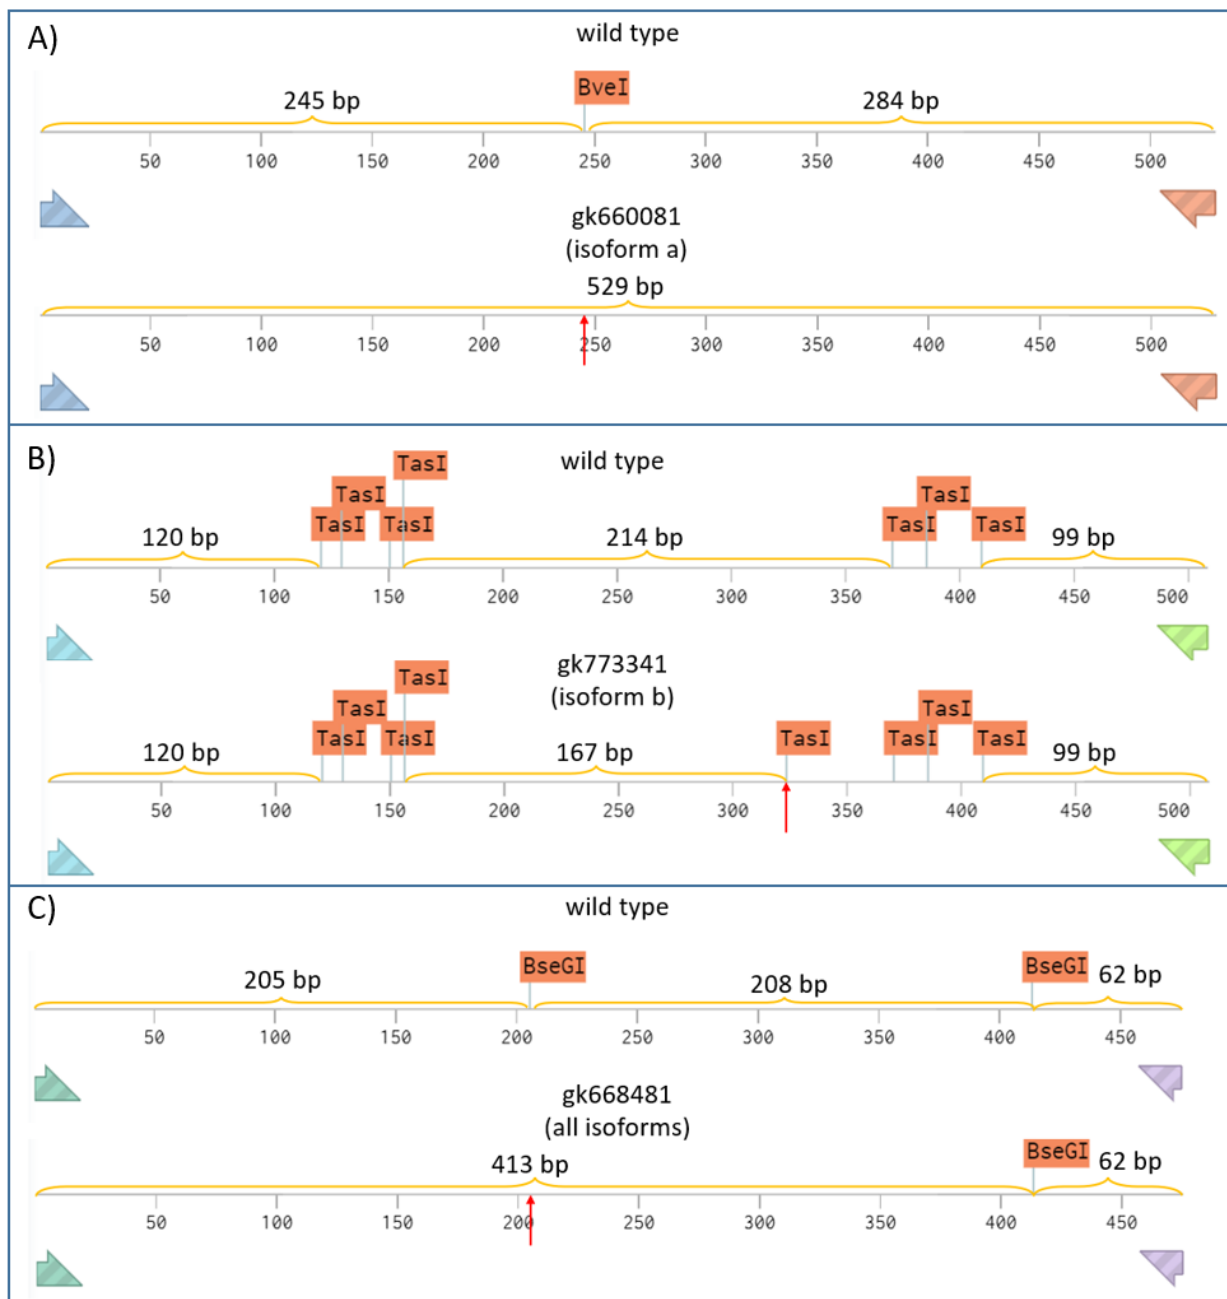 A)
wild type
BveI
245 bp
284 bp
50 100 150 200 250 300 350 400 450 500
gk660081
(isoform a)
529 bp
50 100 150 200 250 300 350 400 450 500
B)
wild type
TasI
TasI TasI
TasI TasI TasI TasI
120 bp 214 bp 99 bp
50 100 150 200 250 300 350 400 450 500
gk773341
(isoform b)
TasI
TasI TasI
TasI TasI TasI TasI TasI
120 bp 167 bp 99 bp
50 100 150 200 250 300 350 400 450 500
C)
wild type
BseGI BseGI
205 bp 208 bp 62 bp
50 100 150 200 250 300 350 400 450
gk668481
(all isoforms)
BseGI
413 bp 62 bp
50 100 150 200 250 300 350 400 450